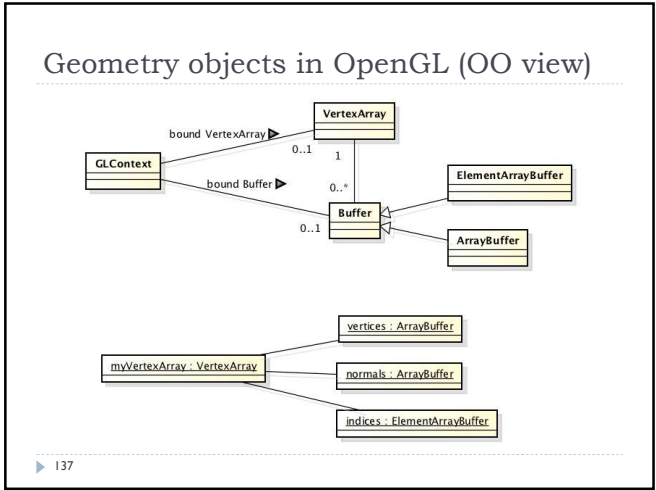 Geometry objects in OpenGL (OO view)
VertexArray
bound VertexArray
0..1
1
GLContext
bound Buffer
0..*
ElementArrayBuffer
Buffer
0..1
ArrayBuffer
vertices : ArrayBuffer
myVertexArray : VertexArray
normals : ArrayBuffer
indices : ElementArrayBuffer
137